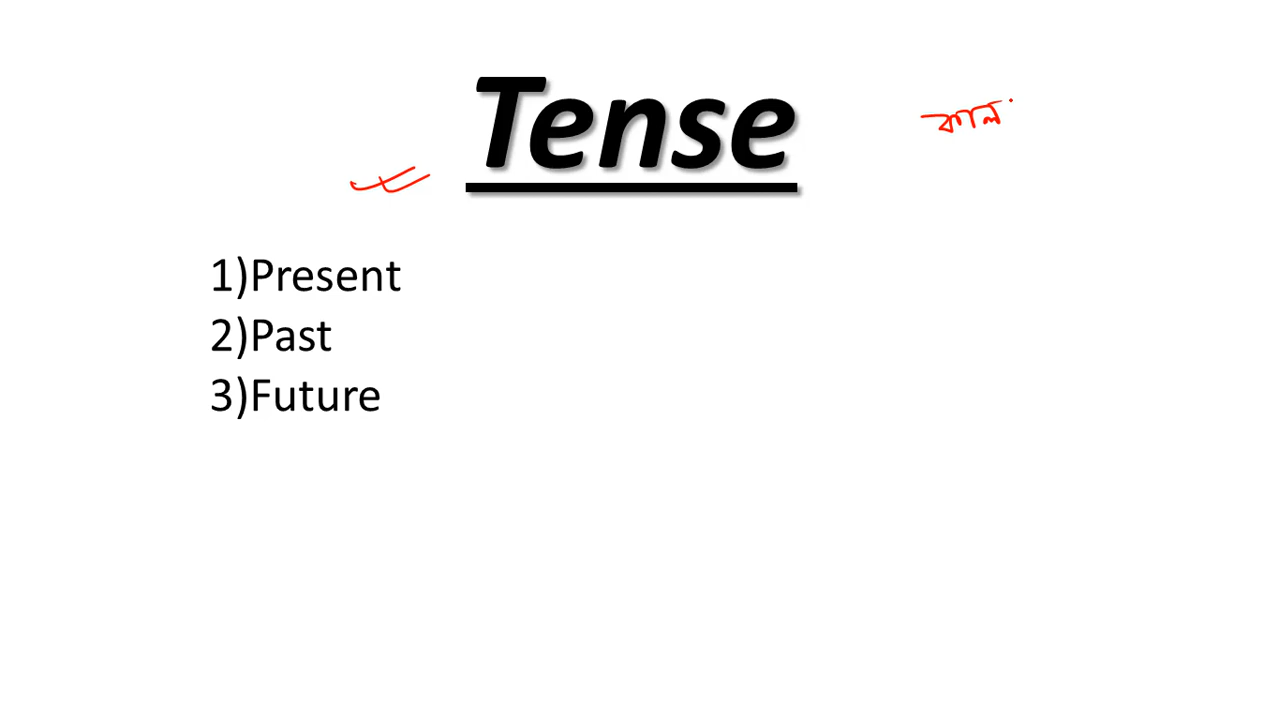 Tense
কাল
1)Present
2)Past
3)Future